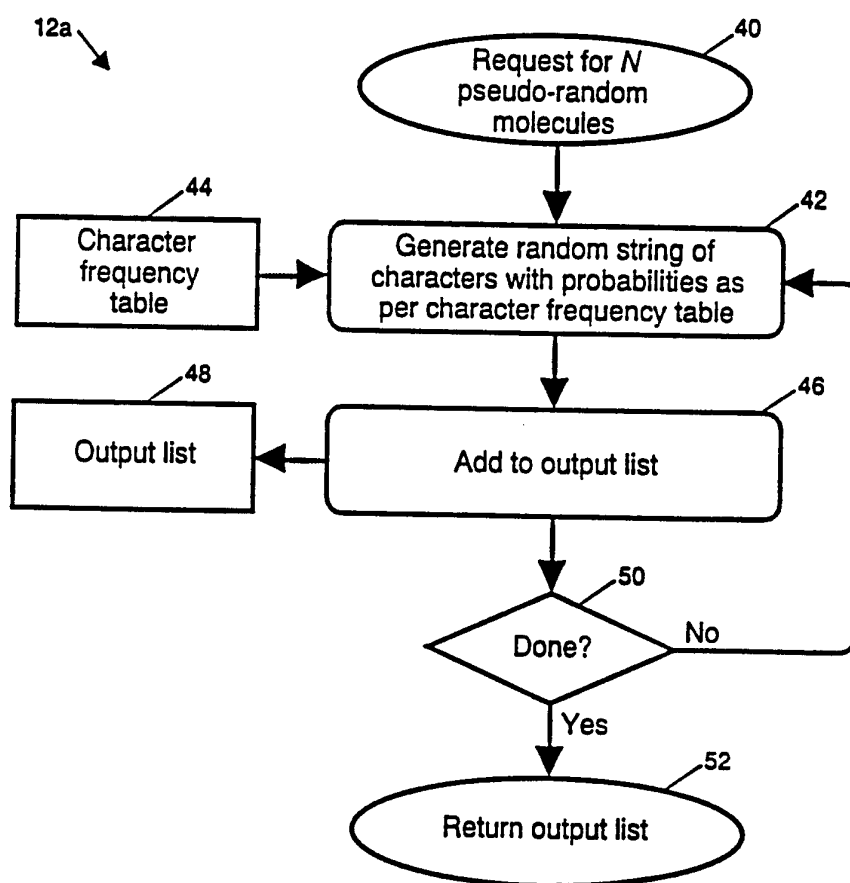 12a
40
Request for N
pseudo-random
molecules
44
42
Character
frequency
table
Generate random string of
characters with probabilities as
per character frequency table
48
46
Output list
Add to output list
50
Done?
No
Yes
52
Return output list